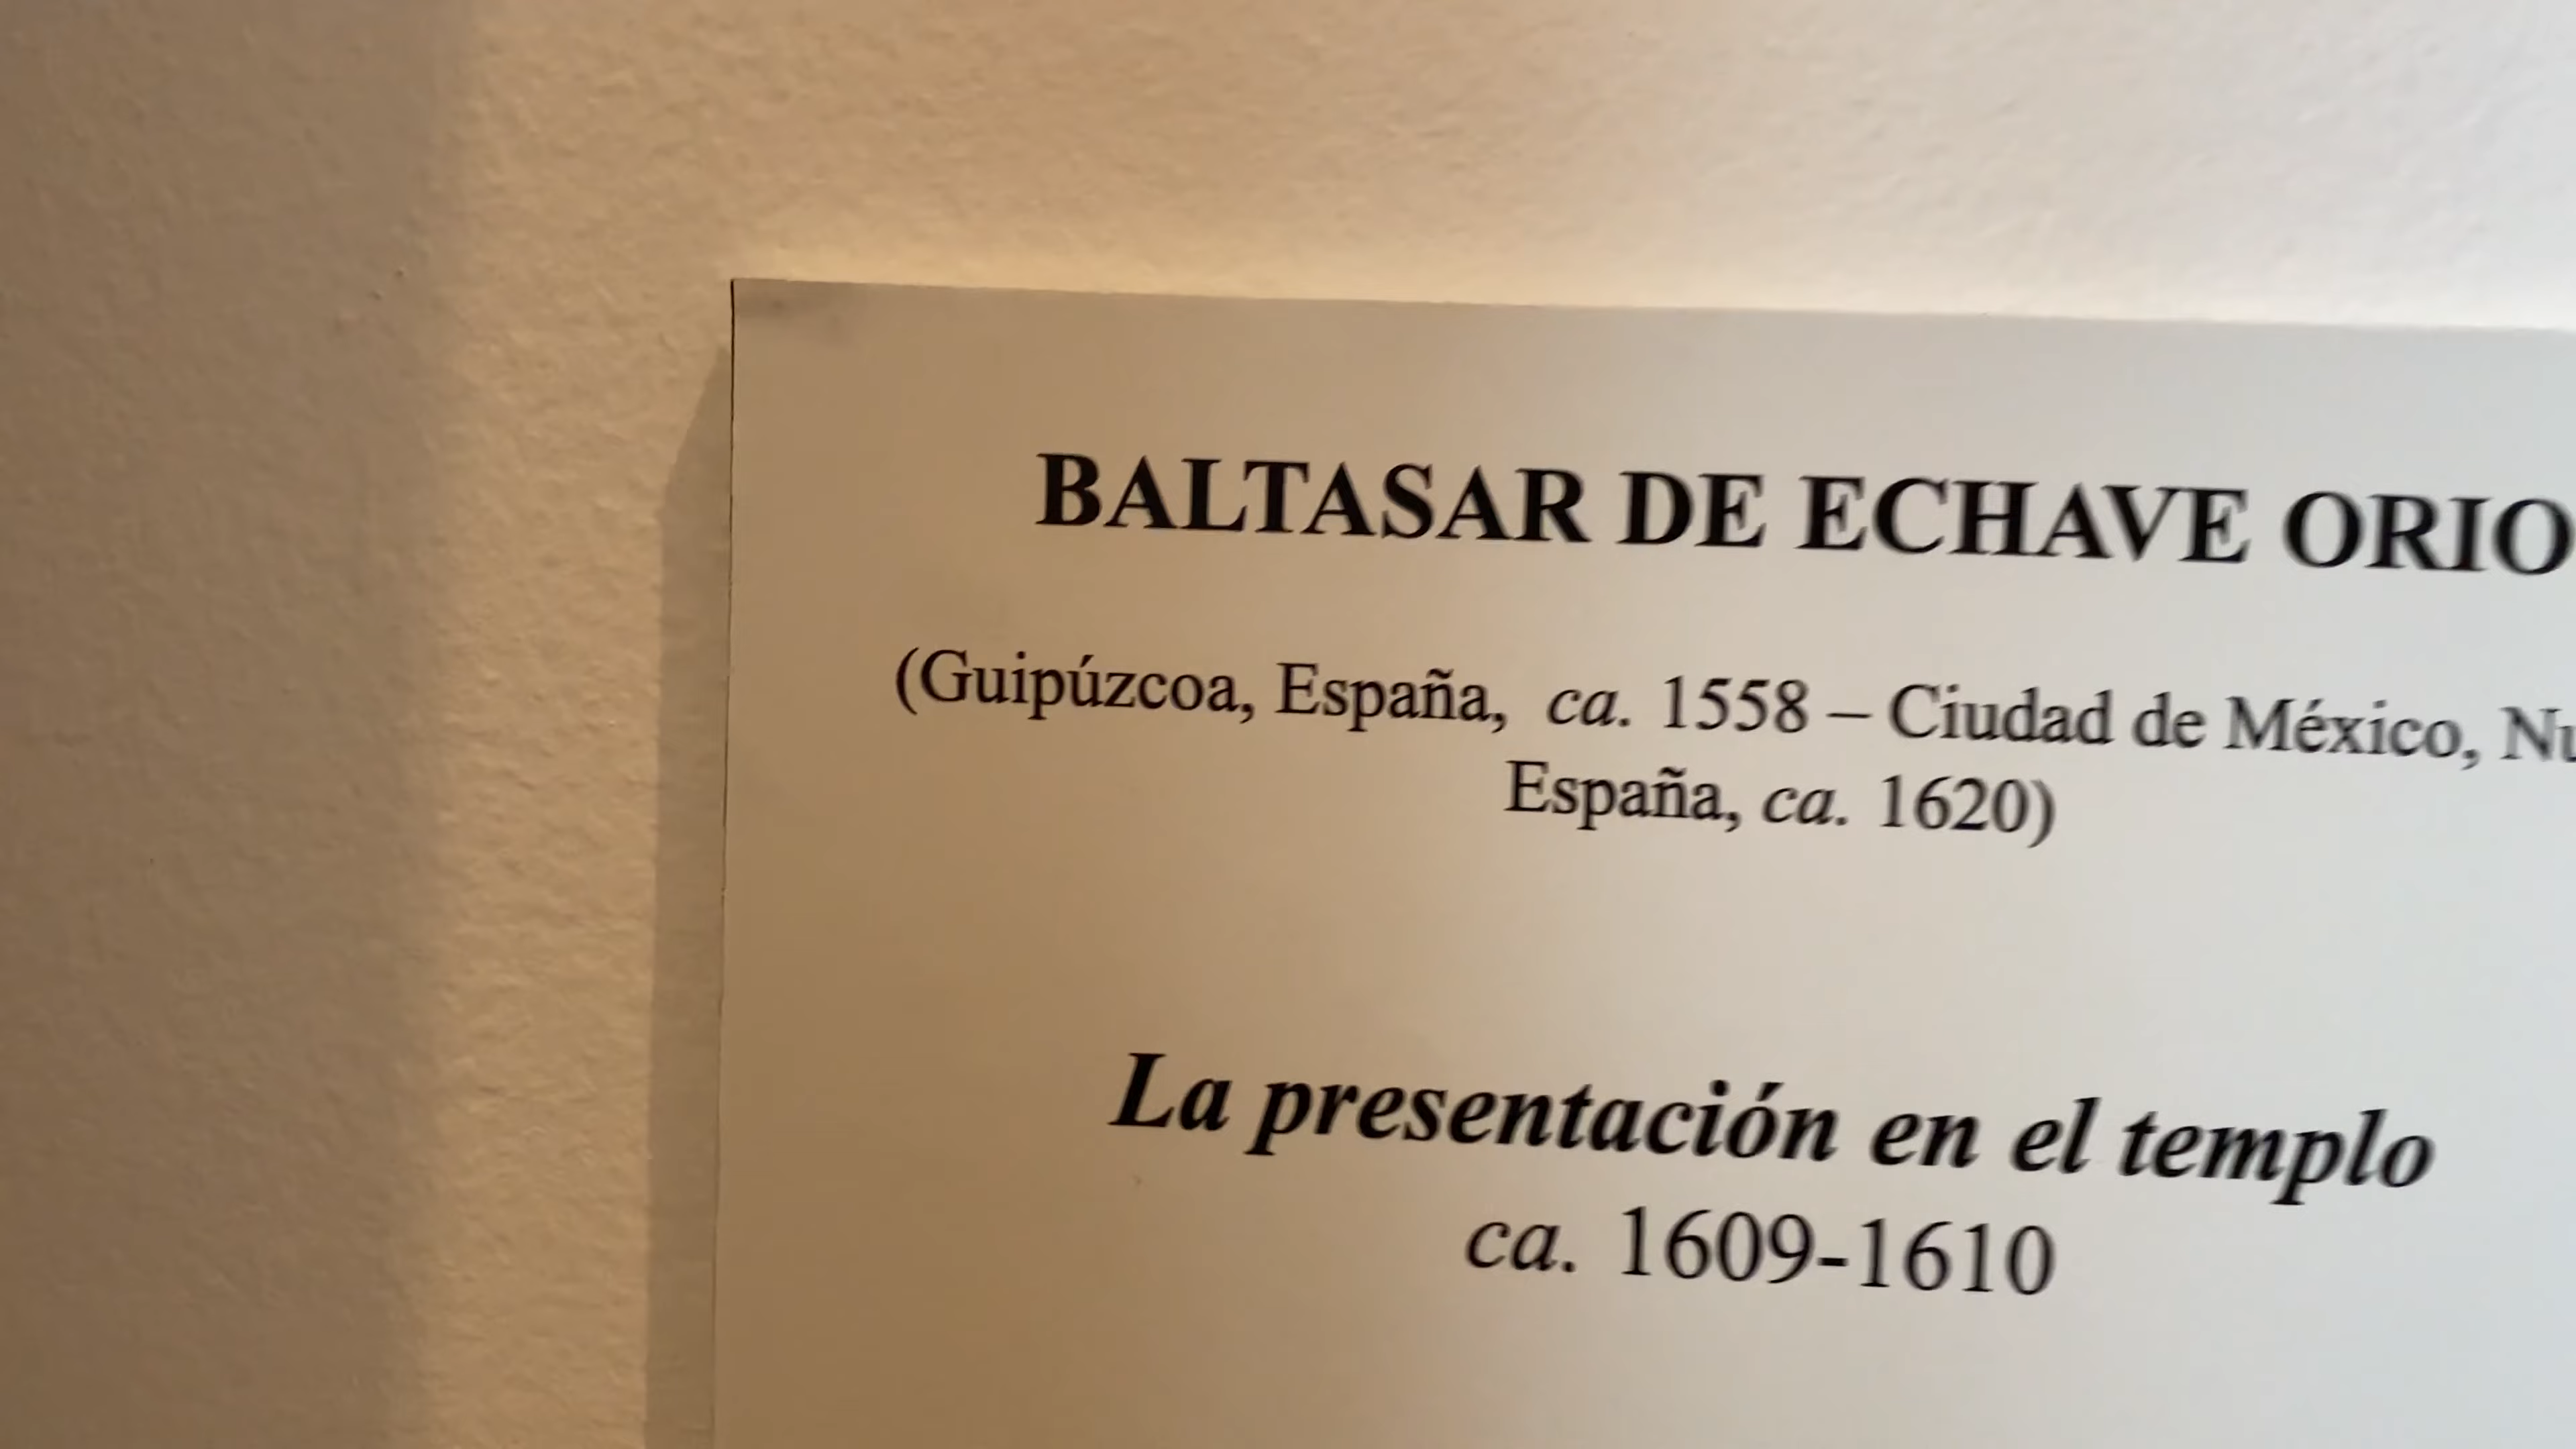 BALTASAR DE ECHAVE ORIO
(Guipúzcoa, España, ca. 1558 – Ciudad de México, Nu
España, ca. 1620)
La presentación en el templo
ca. 1609-1610